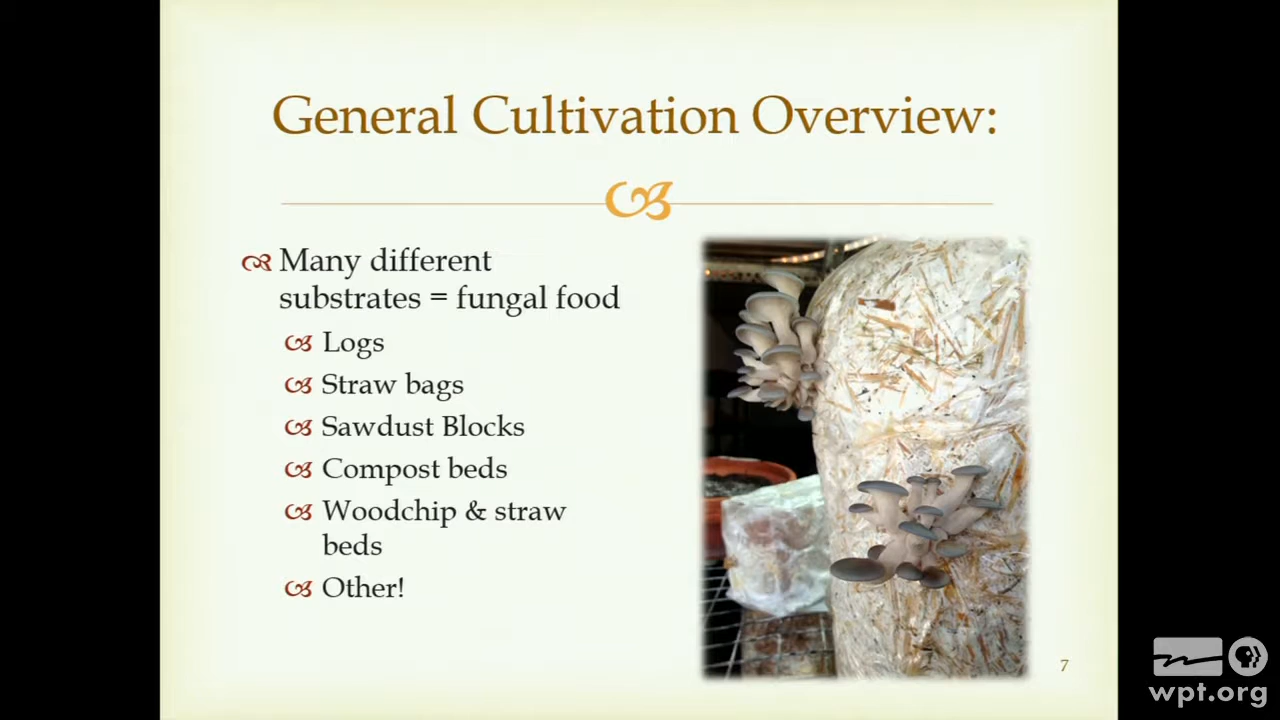 General Cultivation Overview:
Many different
substrates = fungal food
Logs
Straw bags
Sawdust Blocks
Compost beds
Woodchip & straw
beds
Other!
7
wpt.org